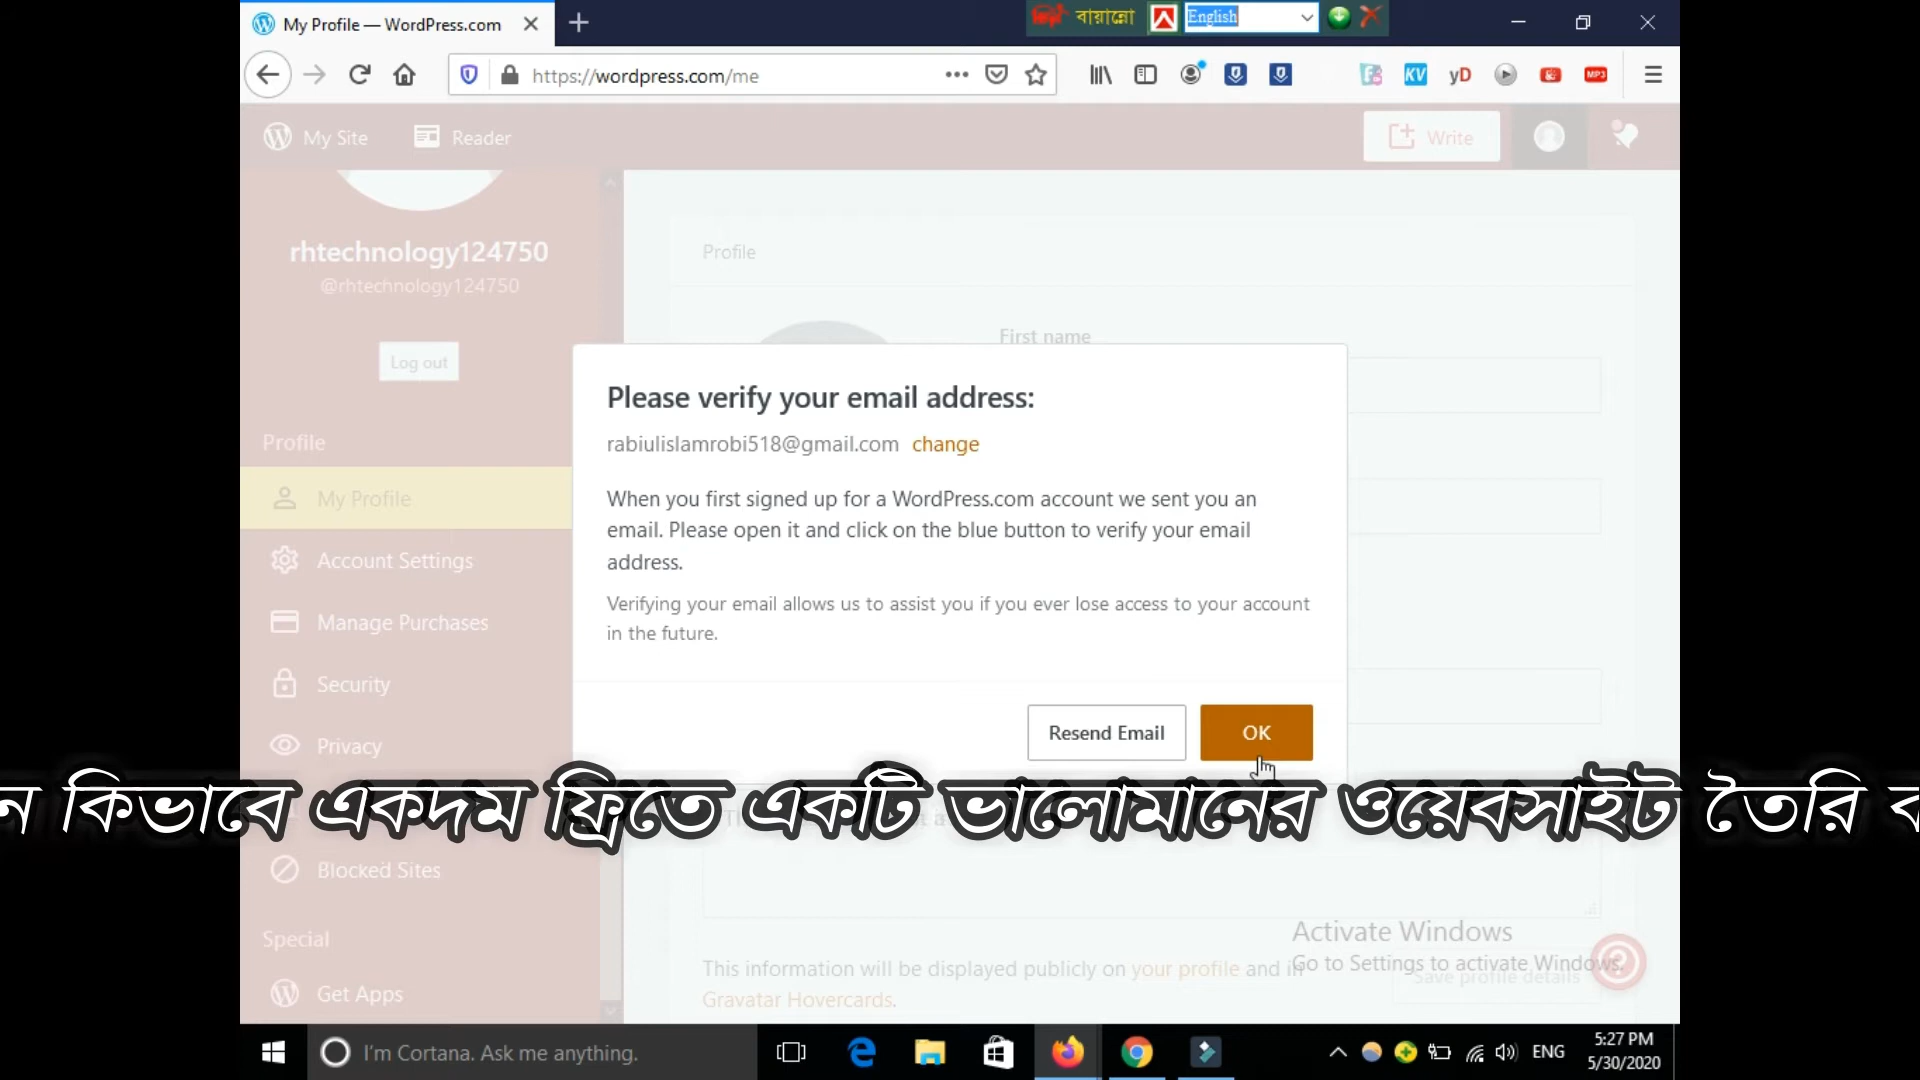 My Profile — WordPress.com
বায়ান্নো
English
https://wordpress.com/me
My Site
Reader
Write
rhtechnology124750
@rhtechnology124750
Log out
Profile
My Profile
Account Settings
Manage Purchases
Security
Privacy
Blocked Sites
Special
Get Apps
Profile
First name
Please verify your email address:
rabiulislamrobi518@gmail.com change
When you first signed up for a WordPress.com account we sent you an
email. Please open it and click on the blue button to verify your email
address.
Verifying your email allows us to assist you if you ever lose access to your account
in the future.
Resend Email
OK
ন কিভাবে একদম ফ্রিতে একটি ভালোমানের ওয়েবসাইট তৈরি ক
This information will be displayed publicly on your profile and in
Gravatar Hovercards.
Save profile details
Activate Windows
Go to Settings to activate Windows.
I'm Cortana. Ask me anything.
ENG
5:27 PM
5/30/2020
KV
yD
MP3